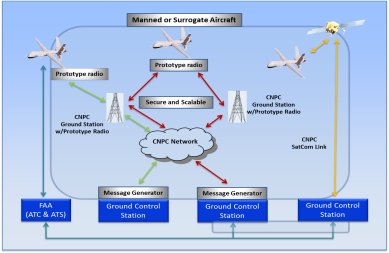 Manned or Surrogate Aircraft
Prototype radio
Prototype radio
CNPC
Ground Station
w/Prototype Radio
Secure and Scalable
CNPC
Ground Station
w/Prototype Radio
CNPC Network
CNPC
SatCom Link
Message Generator
Message Generator
FAA
(ATC & ATS)
Ground Control
Station
Ground Control
Station
Ground Control
Station